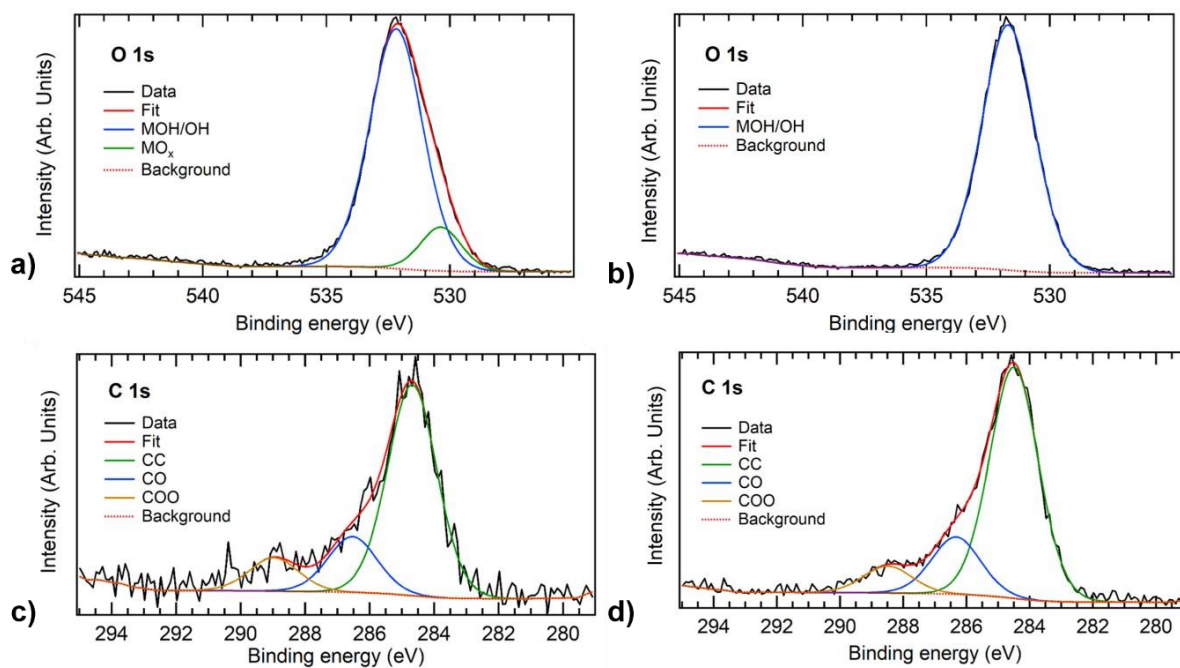 O 1s
Data
Fit
MOH/OH
MOx
Background
Intensity (Arb. Units)
545 540 535 530
Binding energy (eV)
a)
O 1s
Data
Fit
MOH/OH
Background
Intensity (Arb. Units)
545 540 535 530
Binding energy (eV)
b)
C 1s
Data
Fit
CC
CO
COO
Background
Intensity (Arb. Units)
294 292 290 288 286 284 282 280
Binding energy (eV)
c)
C 1s
Data
Fit
CC
CO
COO
Background
Intensity (Arb. Units)
294 292 290 288 286 284 282 280
Binding energy (eV)
d)